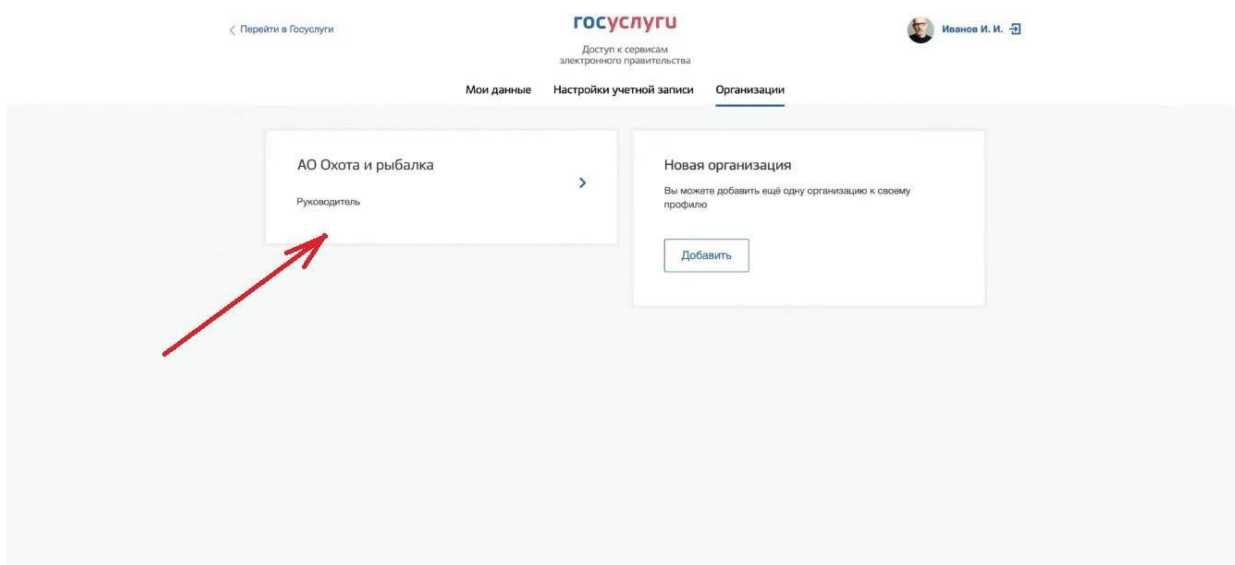 Перейти в Госуслуги
госуслуги
Иванов И. И.
Доступ к сервисам
электронного правительства
Мои данные Настройки учетной записи Организации
АО Охота и рыбалка
Руководитель
Новая организация
Вы можете добавить ещё одну организацию к своему
профилю
Добавить